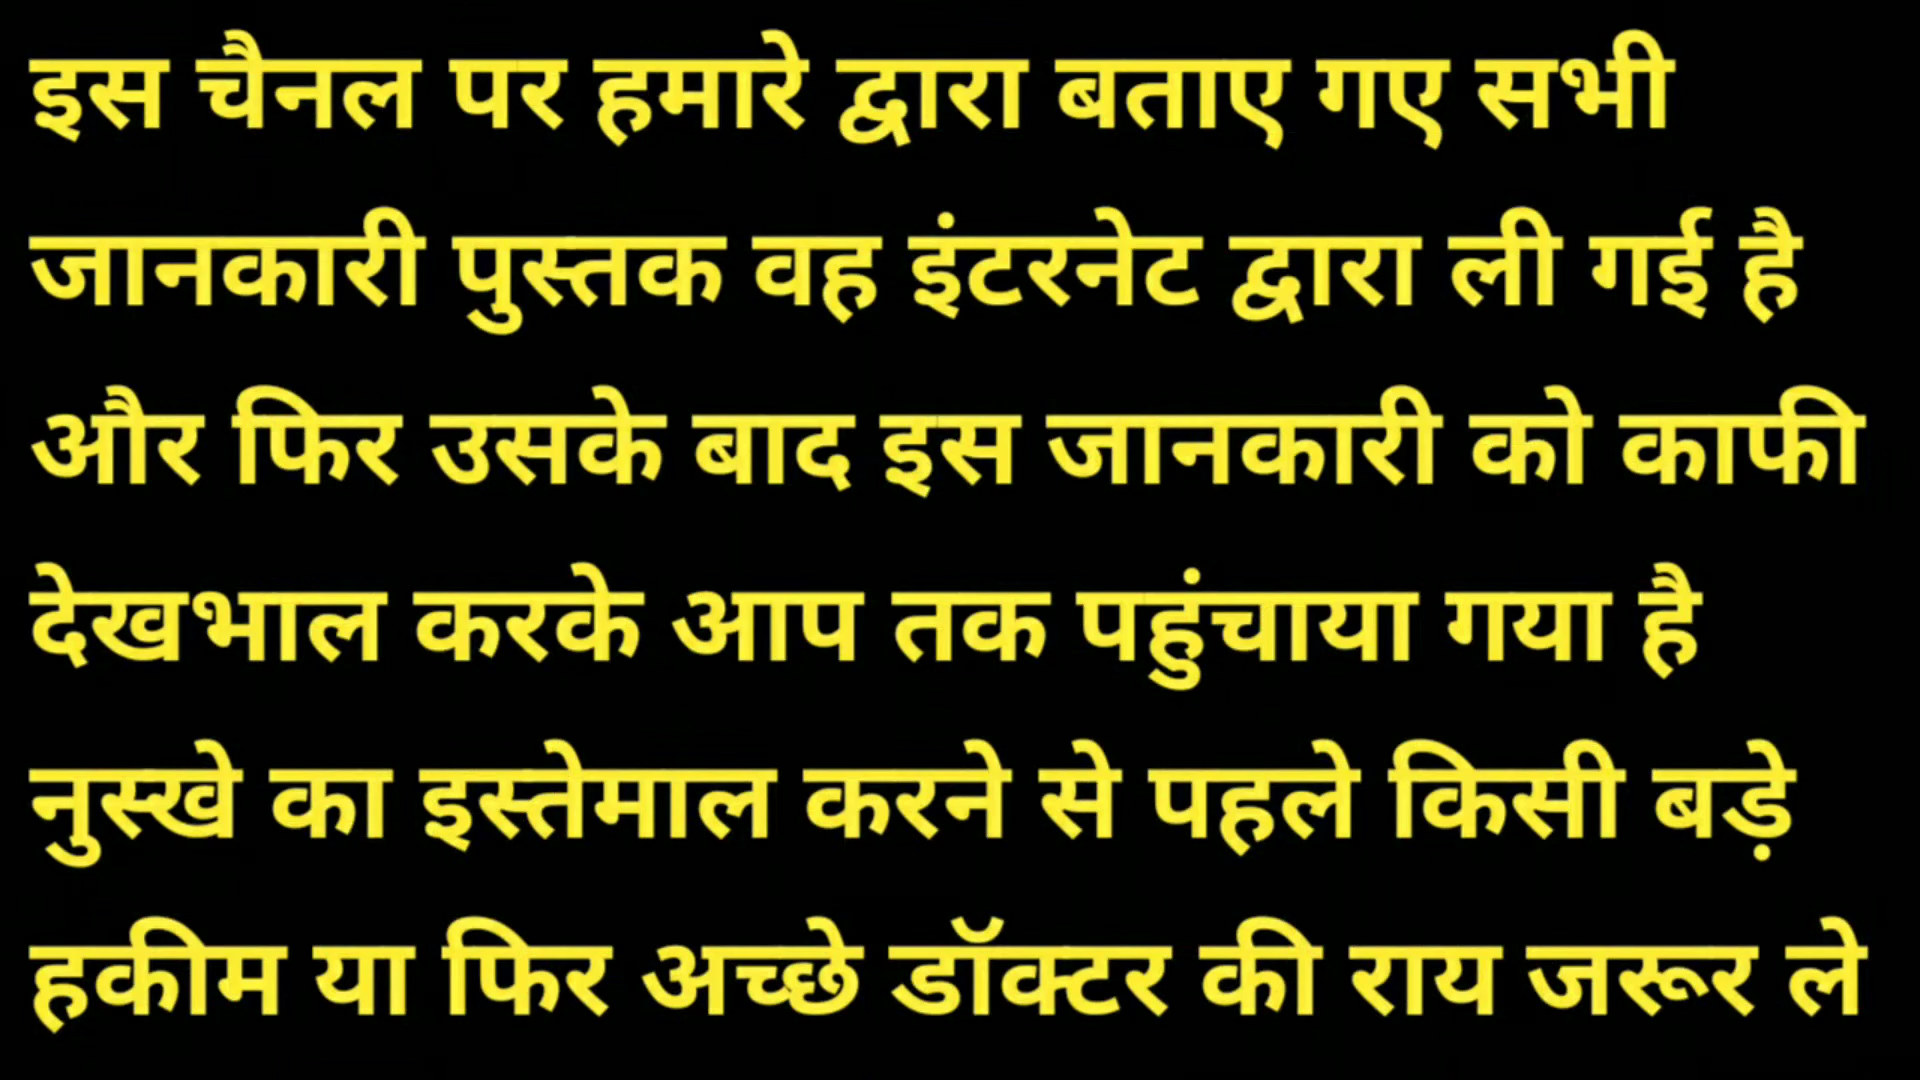 इस चैनल पर हमारे द्वारा बताए गए सभी
जानकारी पुस्तक वह इंटरनेट द्वारा ली गई है
और फिर उसके बाद इस जानकारी को काफी
देखभाल करके आप तक पहुंचाया गया है
नुस्खे का इस्तेमाल करने से पहले किसी बड़े
हकीम या फिर अच्छे डॉक्टर की राय जरूर ले